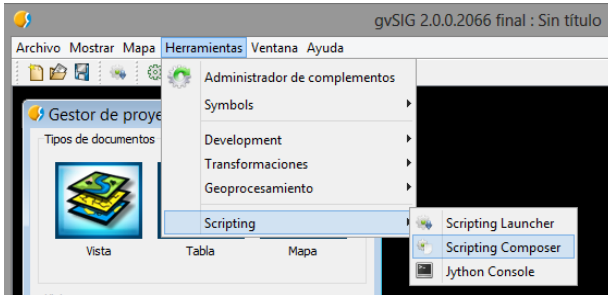 gvSIG 2.0.0.2066 final : Sin título
Archivo Mostrar Mapa Herramientas Ventana Ayuda
Administrador de complementos
Symbols
Gestor de proye
Tipos de documentos
Development
Transformaciones
Geoprocesamiento
Scripting
Scripting Launcher
Scripting Composer
Jython Console
Vista Tabla Mapa